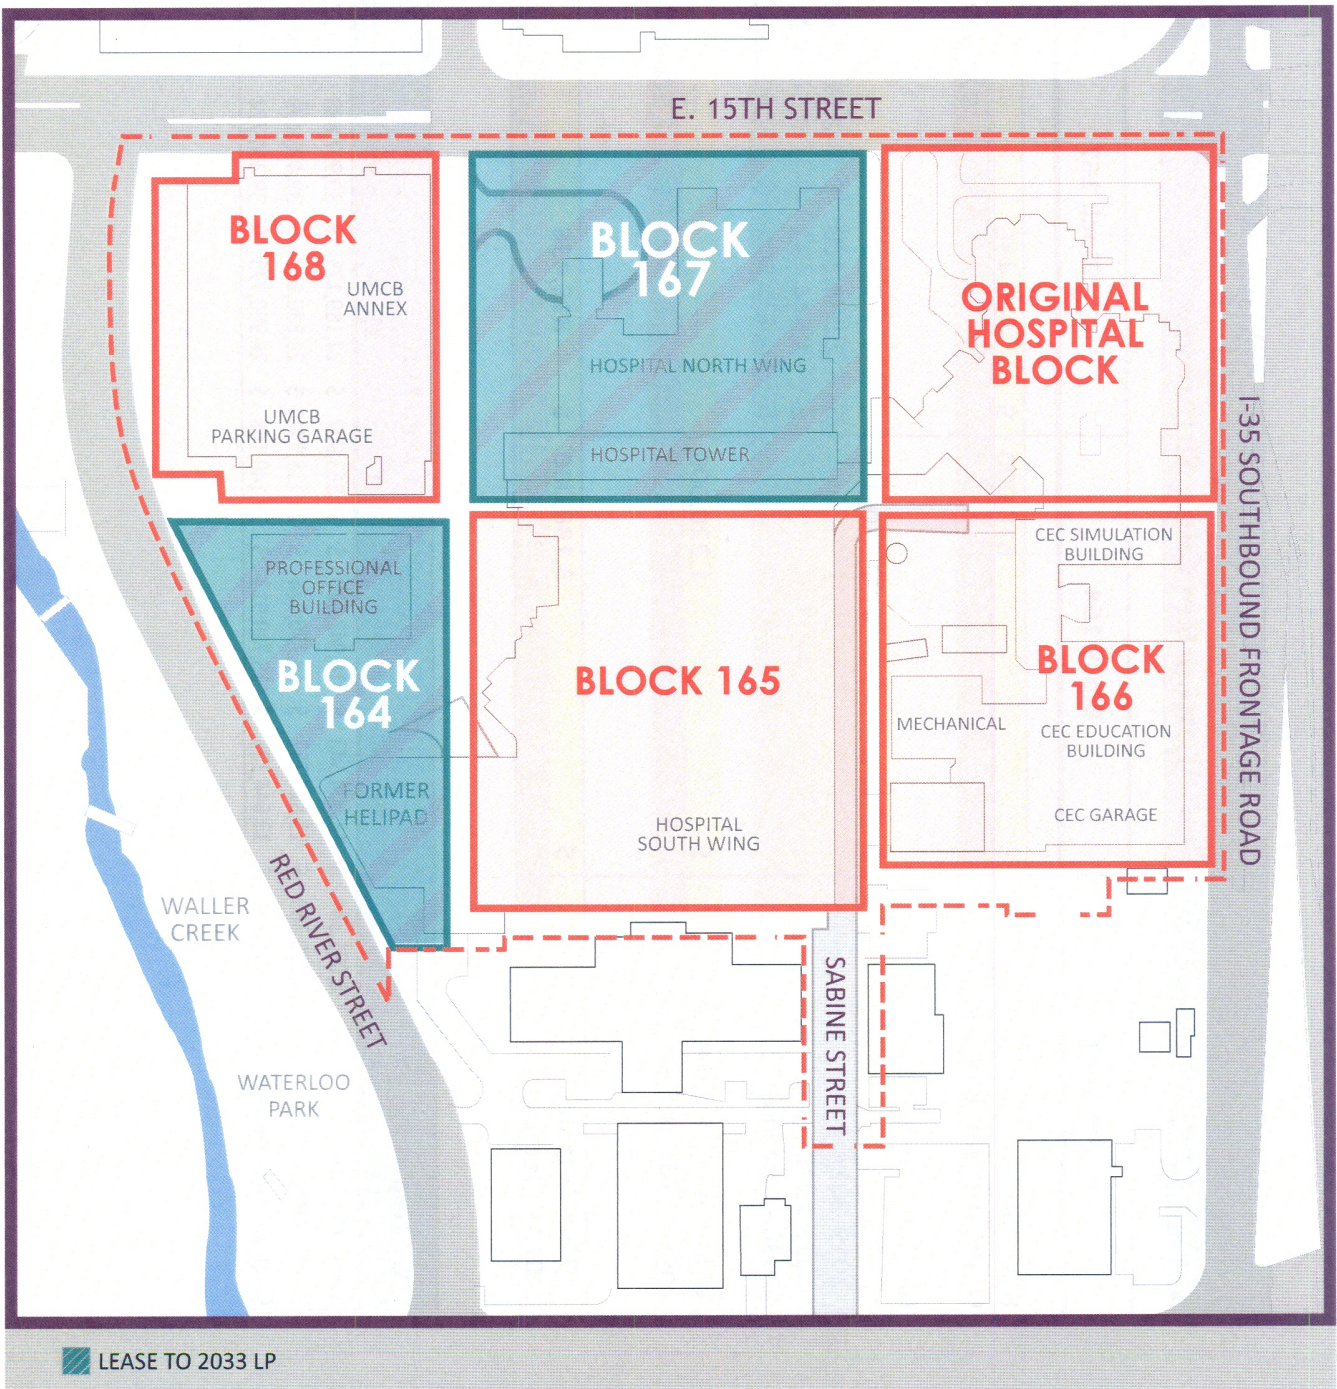 E. 15TH STREET
BLOCK
168
UMCB
ANNEX
UMCB
PARKING GARAGE
BLOCK
167
HOSPITAL NORTH WING
HOSPITAL TOWER
ORIGINAL
HOSPITAL
BLOCK
I-35 SOUTHBOUND FRONTAGE ROAD
PROFESSIONAL
OFFICE
BUILDING
BLOCK
164
FORMER
HELIPAD
BLOCK 165
HOSPITAL
SOUTH WING
CEC SIMULATION
BUILDING
BLOCK
166
MECHANICAL
CEC EDUCATION
BUILDING
CEC GARAGE
WALLER
CREEK
RED RIVER STREET
SABINE STREET
WATERLOO
PARK
LEASE TO 2033 LP